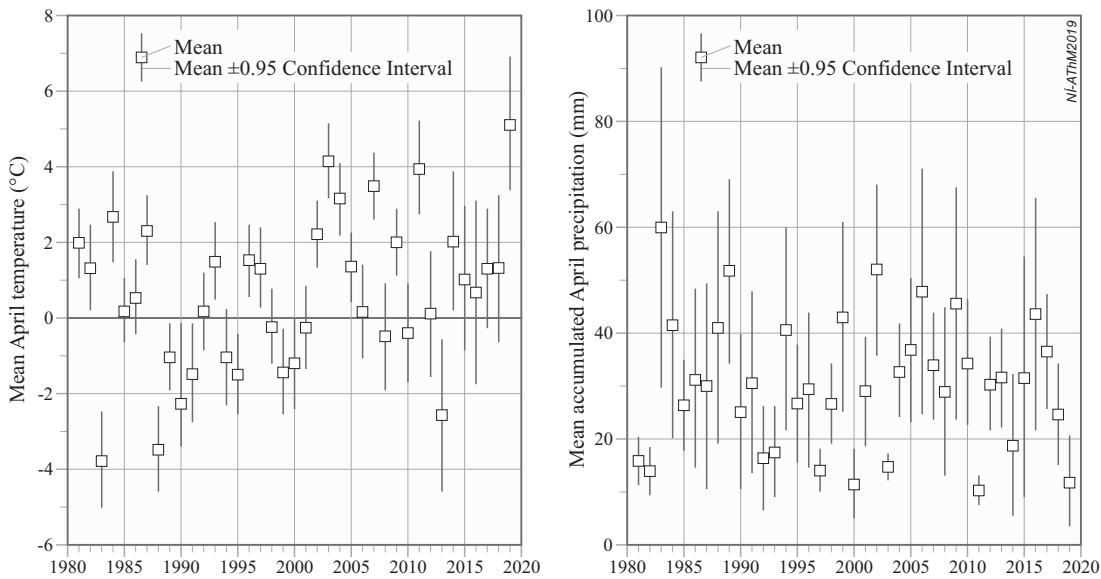 8
6
4
2
0
-2
-4
-6
Mean April temperature (°C)
Mean
Mean ±0.95 Confidence Interval
1980 1985 1990 1995 2000 2005 2010 2015 2020
100
80
60
40
20
0
Mean accumulated April precipitation (mm)
Mean
Mean ±0.95 Confidence Interval
NÍ-AThM2019
1980 1985 1990 1995 2000 2005 2010 2015 2020